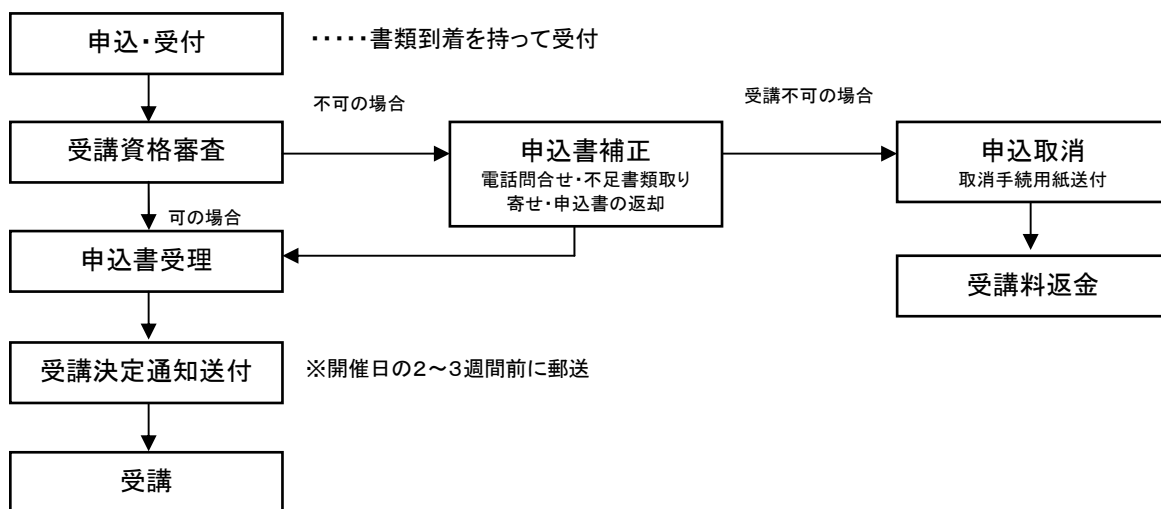 申込・受付
・・・・・書類到着を持って受付
不可の場合
受講不可の場合
受講資格審査
申込書補正
電話問合せ・不足書類取り
寄せ・申込書の返却
申込取消
取消手続用紙送付
可の場合
申込書受理
受講料返金
受講決定通知送付
※開催日の2～3週間前に郵送
受講